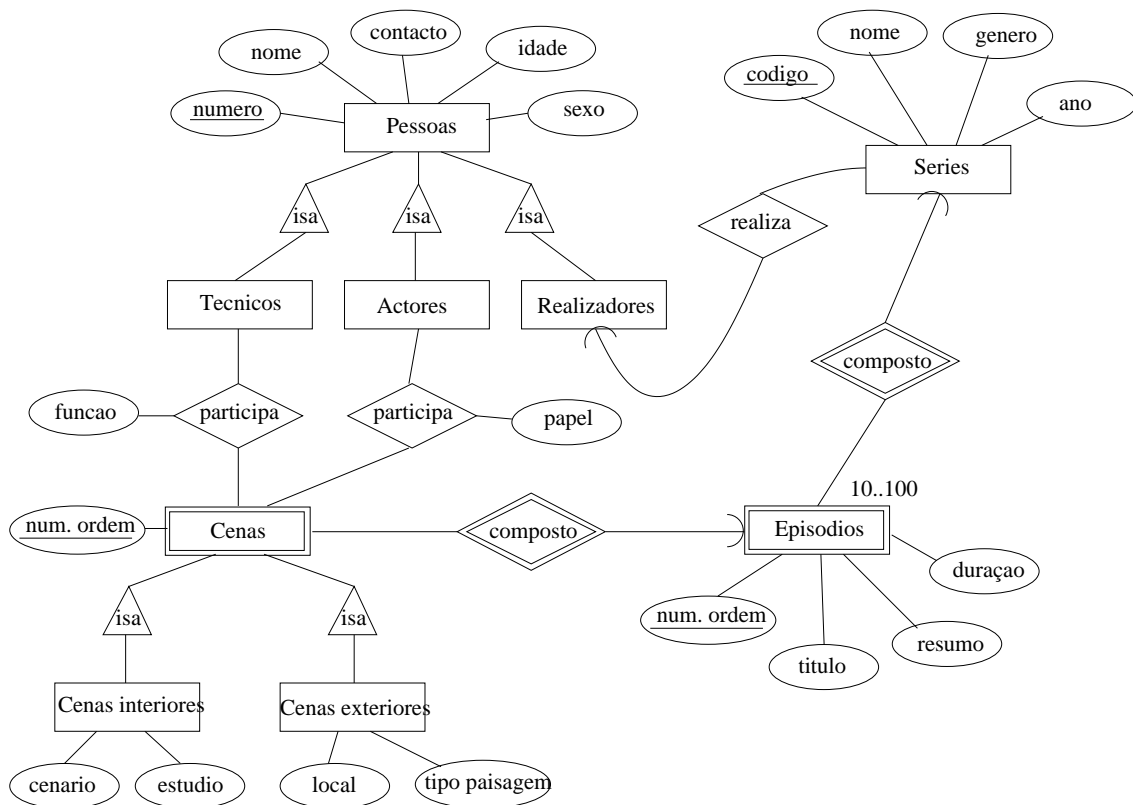 contacto
nome
idade
numero
sexo
Pessoas
nome
genero
codigo
ano
Series
isa
isa
isa
realiza
Tecnicos
Actores
Realizadores
composto
funcao
participa
participa
papel
10..100
num. ordem
Cenas
composto
Episodios
duraçao
num. ordem
resumo
titulo
isa
isa
Cenas interiores
Cenas exteriores
cenario
estudio
local
tipo paisagem